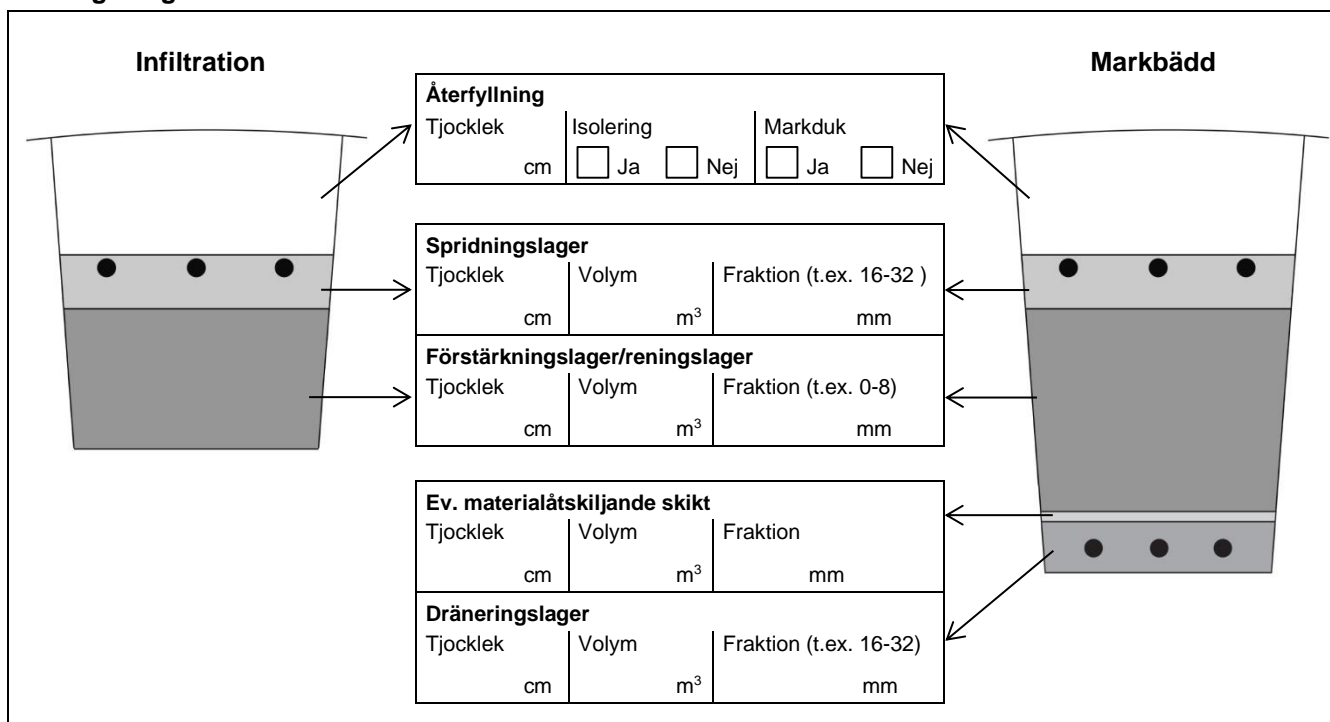 Infiltration
Markbädd
Återfyllning
Tjocklek Isolering Markduk
cm Ja Nej Ja Nej
Spridningslager
Tjocklek Volym Fraktion (t.ex. 16-32 )
cm m³ mm
Förstärkningslager/reningslager
Tjocklek Volym Fraktion (t.ex. 0-8)
cm m³ mm
Ev. materialåtskiljande skikt
Tjocklek Volym Fraktion
cm m³ mm
Dräneringslager
Tjocklek Volym Fraktion (t.ex. 16-32)
cm m³ mm